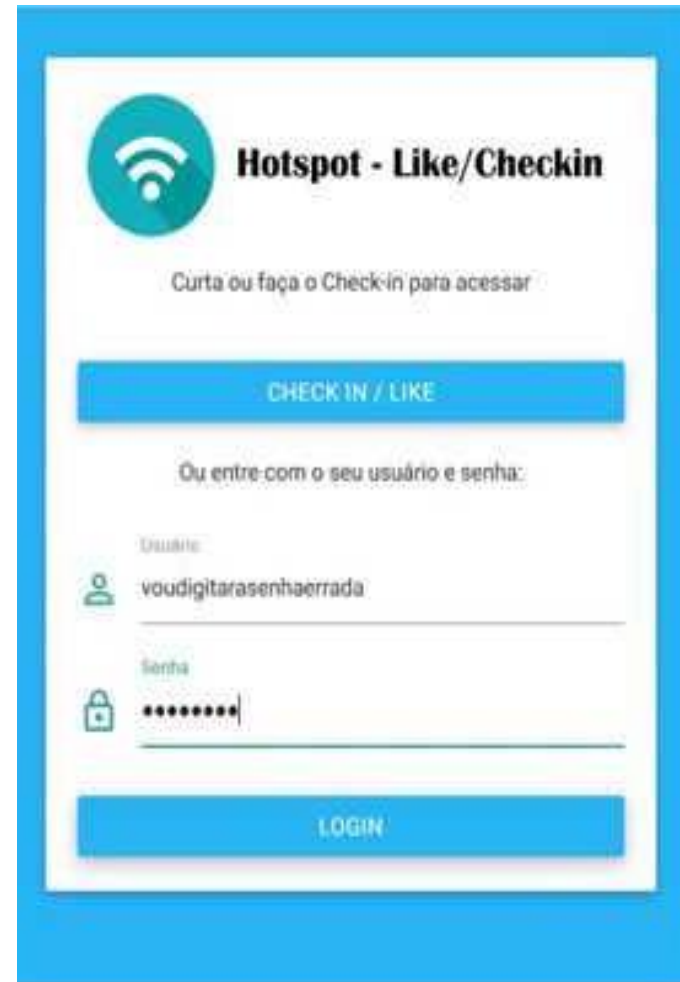 Hotspot - Like/Checkin
Curta ou faça o Check-in para acessar
CHECK IN / LIKE
Ou entre com o seu usuário e senha:
Usuário
voudigitarasenhaerrada
Senha
•••••••••
LOGIN